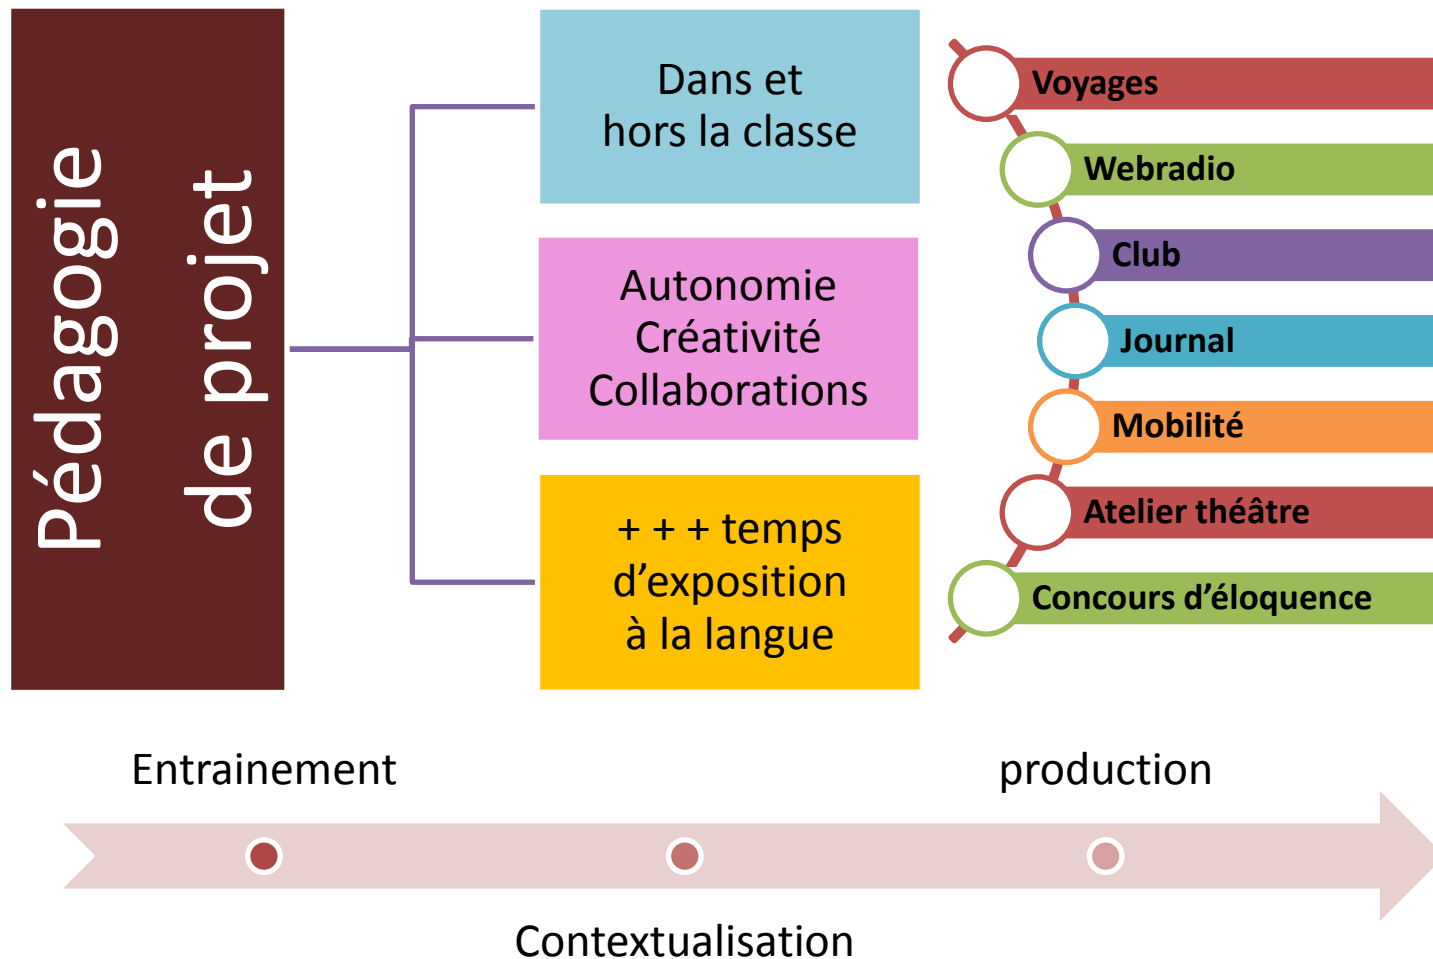 Pédagogie
de projet
Dans et
hors la classe
Autonomie
Créativité
Collaborations
+ + + temps
d’exposition
à la langue
Voyages
Webradio
Club
Journal
Mobilité
Atelier théâtre
Concours d’éloquence
Entrainement
production
Contextualisation